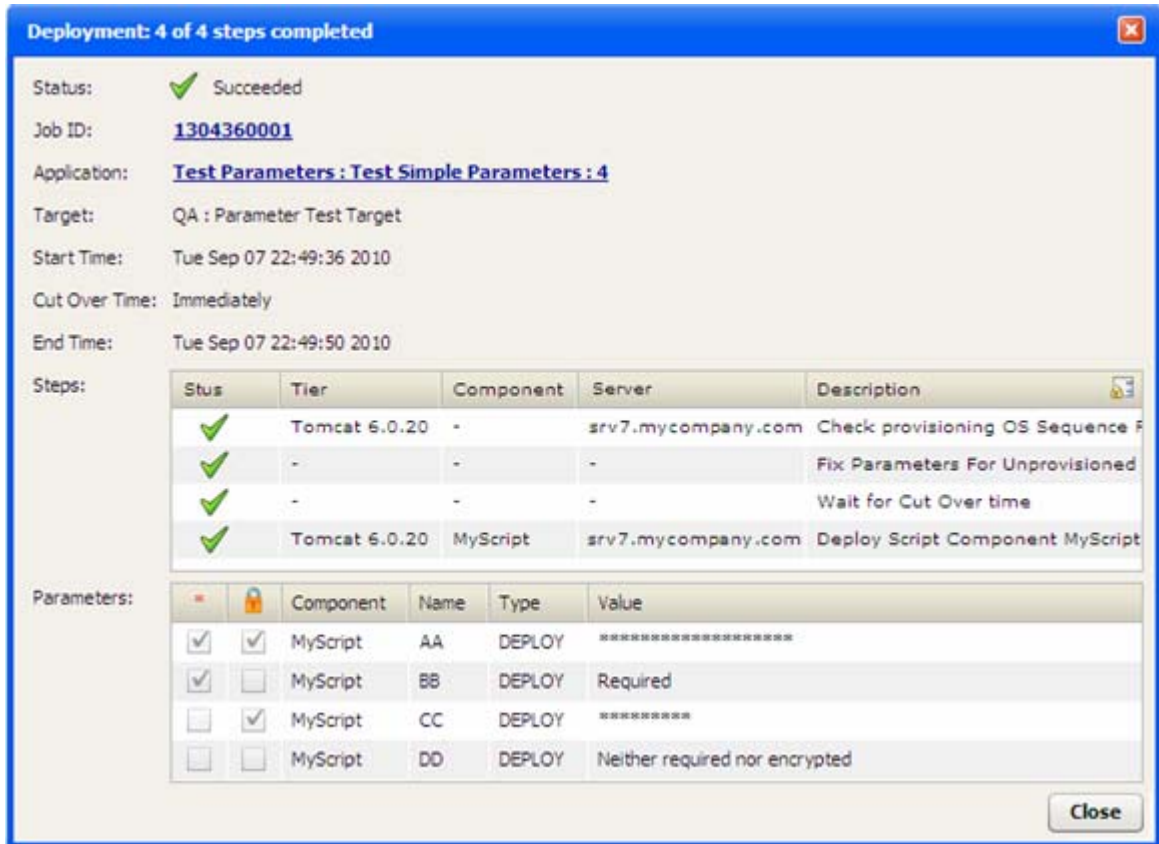 Deployment: 4 of 4 steps completed
Status: Succeeded
Job ID: 1304360001
Application: Test Parameters : Test Simple Parameters : 4
Target: QA : Parameter Test Target
Start Time: Tue Sep 07 22:49:36 2010
Cut Over Time: Immediately
End Time: Tue Sep 07 22:49:50 2010
Steps: Stus Tier Component Server Description
Tomcat 6.0.20 - srv7.mycompany.com Check provisioning OS Sequence
- - - Fix Parameters For Unprovisioned
- - - Wait for Cut Over time
Tomcat 6.0.20 MyScript srv7.mycompany.com Deploy Script Component MyScript
Parameters: * Component Name Type Value
MyScript AA DEPLOY *******************
MyScript BB DEPLOY Required
MyScript CC DEPLOY *********
MyScript DD DEPLOY Neither required nor encrypted
Close